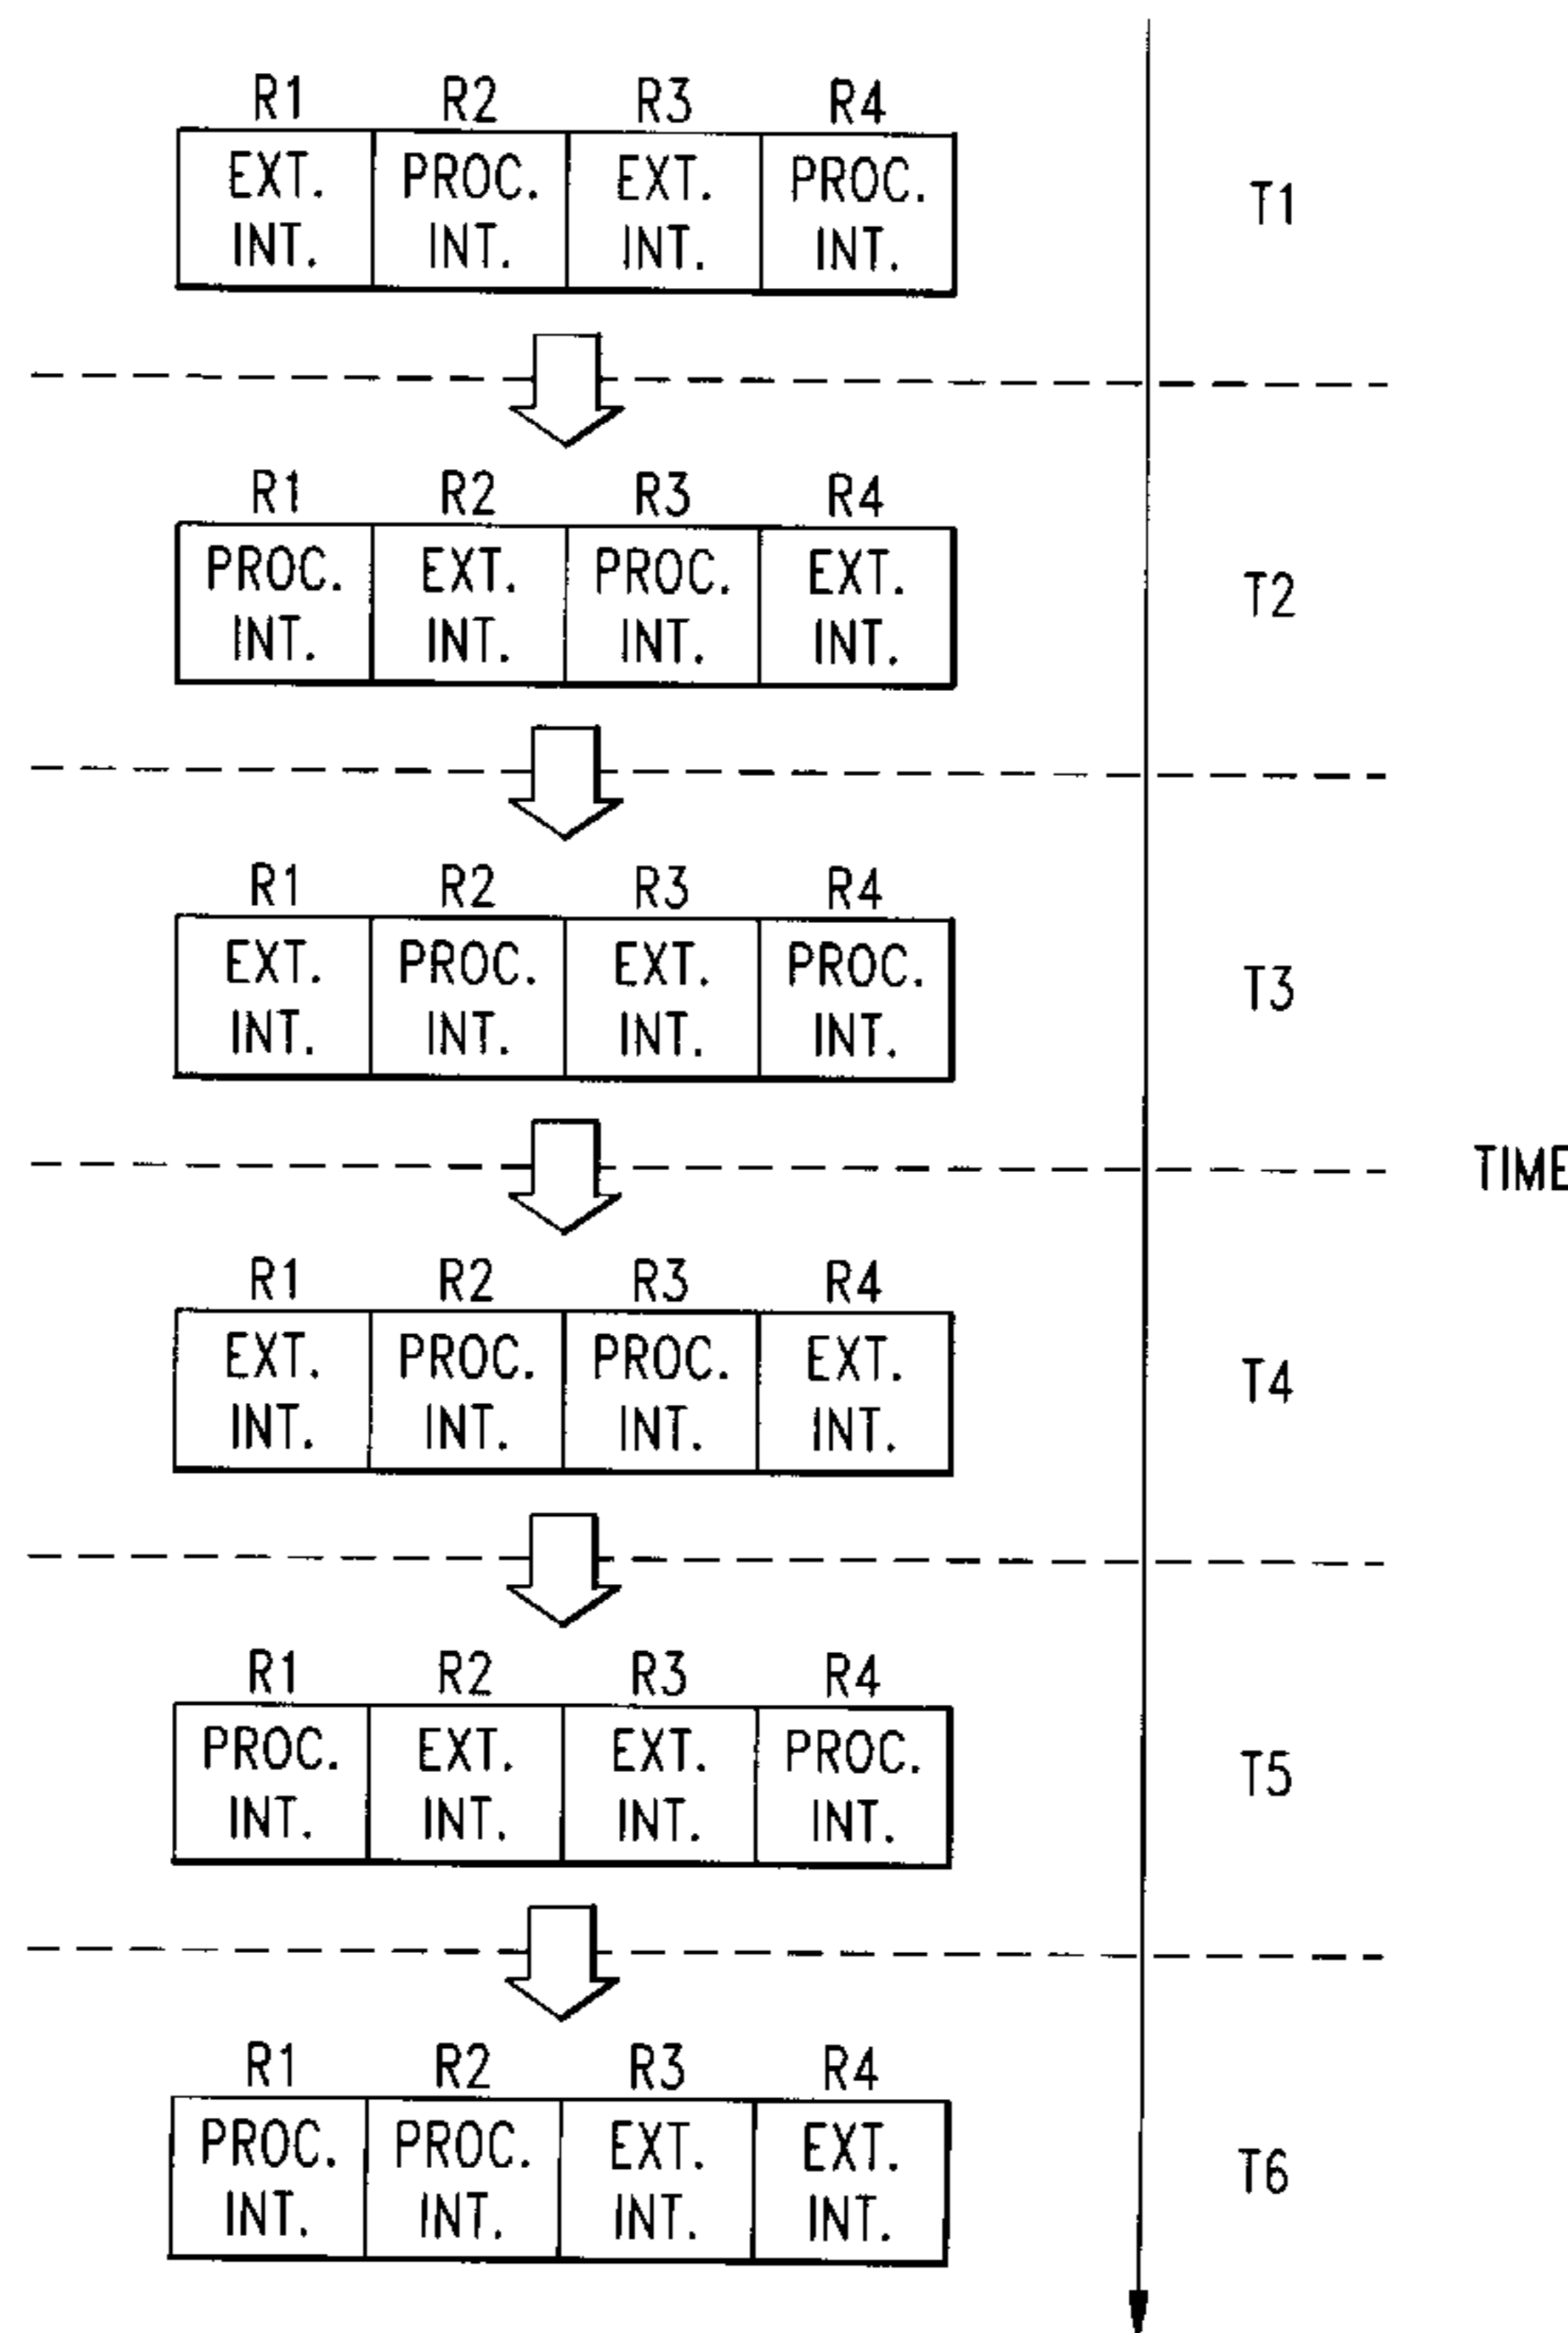 R1 R2 R3 R4
EXT. PROC. EXT. PROC.
INT. INT. INT. INT.
T1
R1 R2 R3 R4
PROC. EXT. PROC. EXT.
INT. INT. INT. INT.
T2
R1 R2 R3 R4
EXT. PROC. EXT. PROC.
INT. INT. INT. INT.
T3
TIME
R1 R2 R3 R4
EXT. PROC. PROC. EXT.
INT. INT. INT. INT.
T4
R1 R2 R3 R4
PROC. EXT. EXT. PROC.
INT. INT. INT. INT.
T5
R1 R2 R3 R4
PROC. PROC. EXT. EXT.
INT. INT. INT. INT.
T6